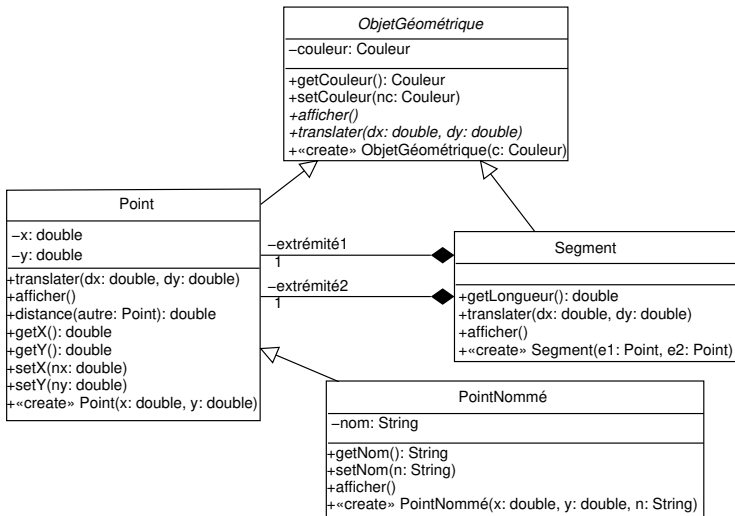 ObjetGéométrique
−couleur: Couleur
+getCouleur(): Couleur
+setCouleur(nc: Couleur)
+afficher()
+translater(dx: double, dy: double)
+«create» ObjetGéométrique(c: Couleur)
Point
−x: double
−y: double
+translater(dx: double, dy: double)
+afficher()
+distance(autre: Point): double
+getX(): double
+getY(): double
+setX(nx: double)
+setY(ny: double)
+«create» Point(x: double, y: double)
−extrémité1
1
−extrémité2
1
Segment
+getLongueur(): double
+translater(dx: double, dy: double)
+afficher()
+«create» Segment(e1: Point, e2: Point)
PointNommé
−nom: String
+getNom(): String
+setNom(n: String)
+afficher()
+«create» PointNommé(x: double, y: double, n: String)